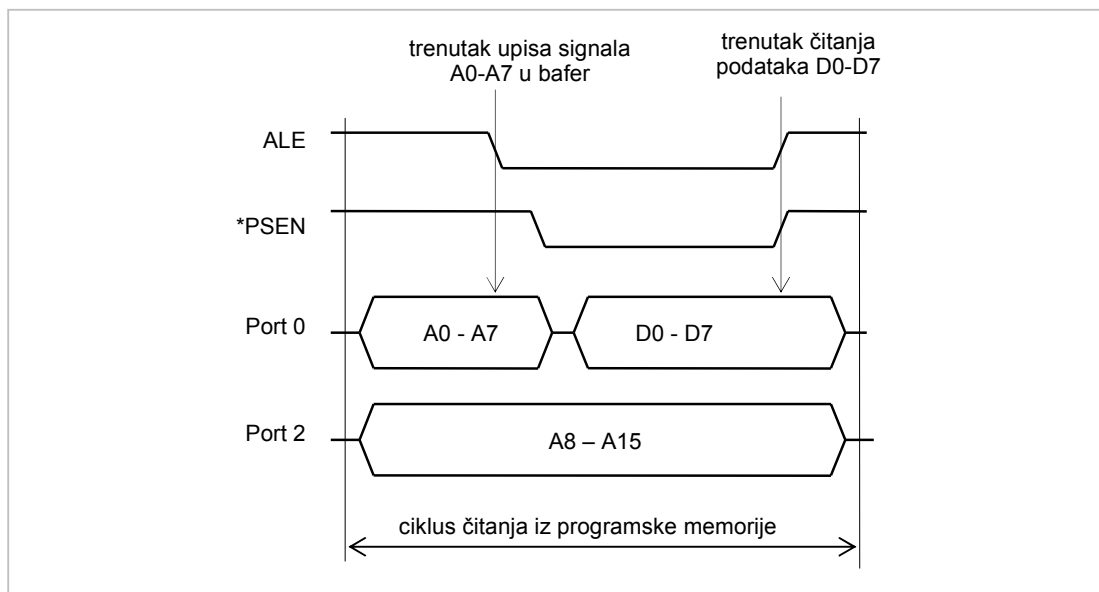 trenutak upisa signala
A0-A7 u bafer
trenutak čitanja
podataka D0-D7
ALE
*PSEN
Port 0
A0 - A7
D0 - D7
Port 2
A8 – A15
ciklus čitanja iz programske memorije